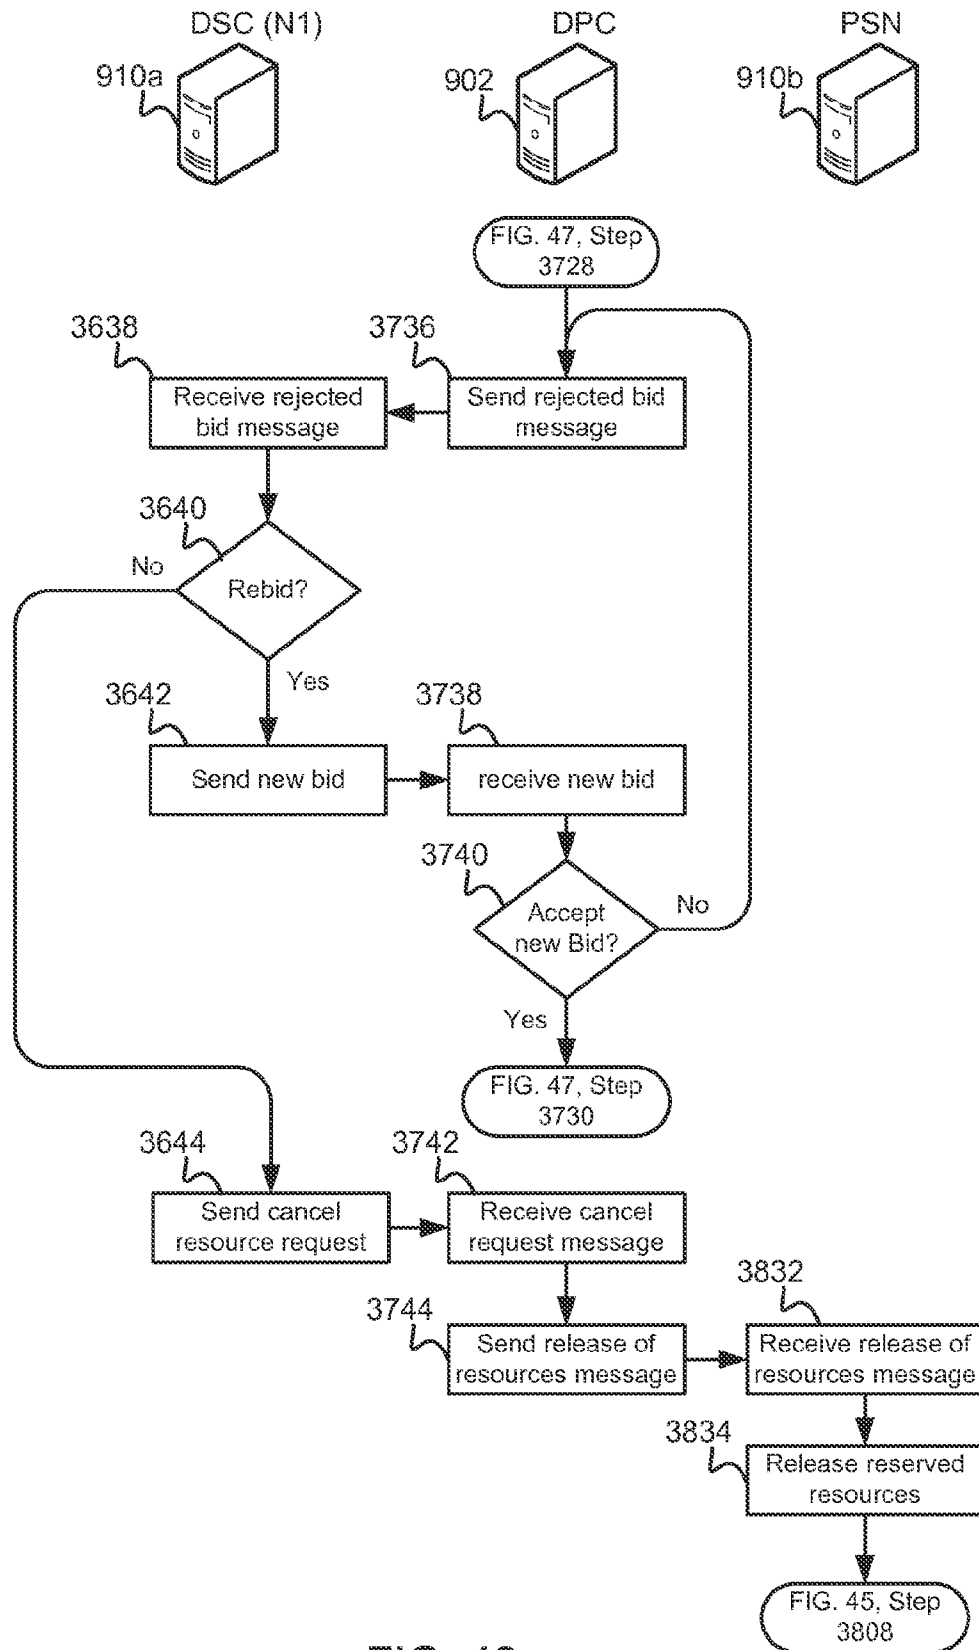 DSC (N1)
DPC
PSN
910a
902
910b
FIG. 47, Step
3728
3638
3736
Receive rejected
bid message
Send rejected bid
message
3640
No
Rebid?
Yes
3642
3738
Send new bid
receive new bid
3740
Accept
new Bid?
No
Yes
FIG. 47, Step
3730
3644
3742
Send cancel
resource request
Receive cancel
request message
3832
3744
Send release of
resources message
Receive release of
resources message
3834
Release reserved
resources
FIG. 45, Step
3808